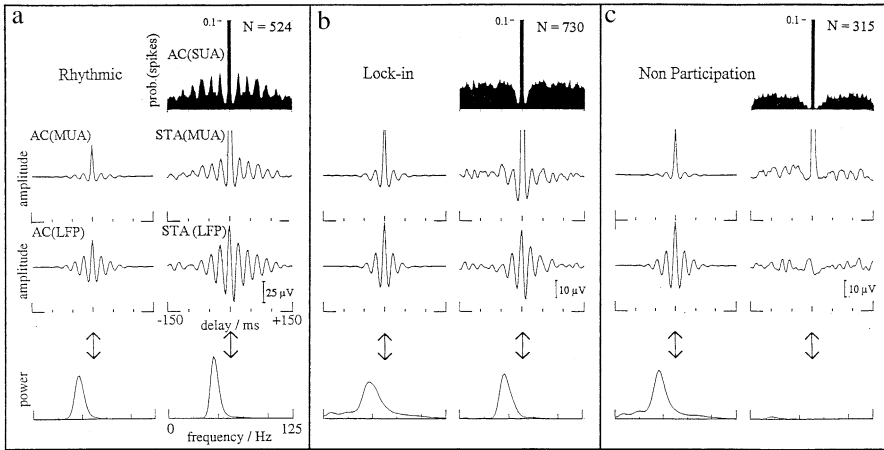 a
Rhythmic
0.1
N = 524
AC(SUA)
prob.(spikes)
AC(MUA)
STA(MUA)
amplitude
AC(LFP)
STA (LFP)
amplitude
25 µV
-150
delay / ms
+150
power
0
125
frequency / Hz
b
Lock-in
0.1
N = 730
10 µV
c
Non Participation
0.1
N = 315
10 µV